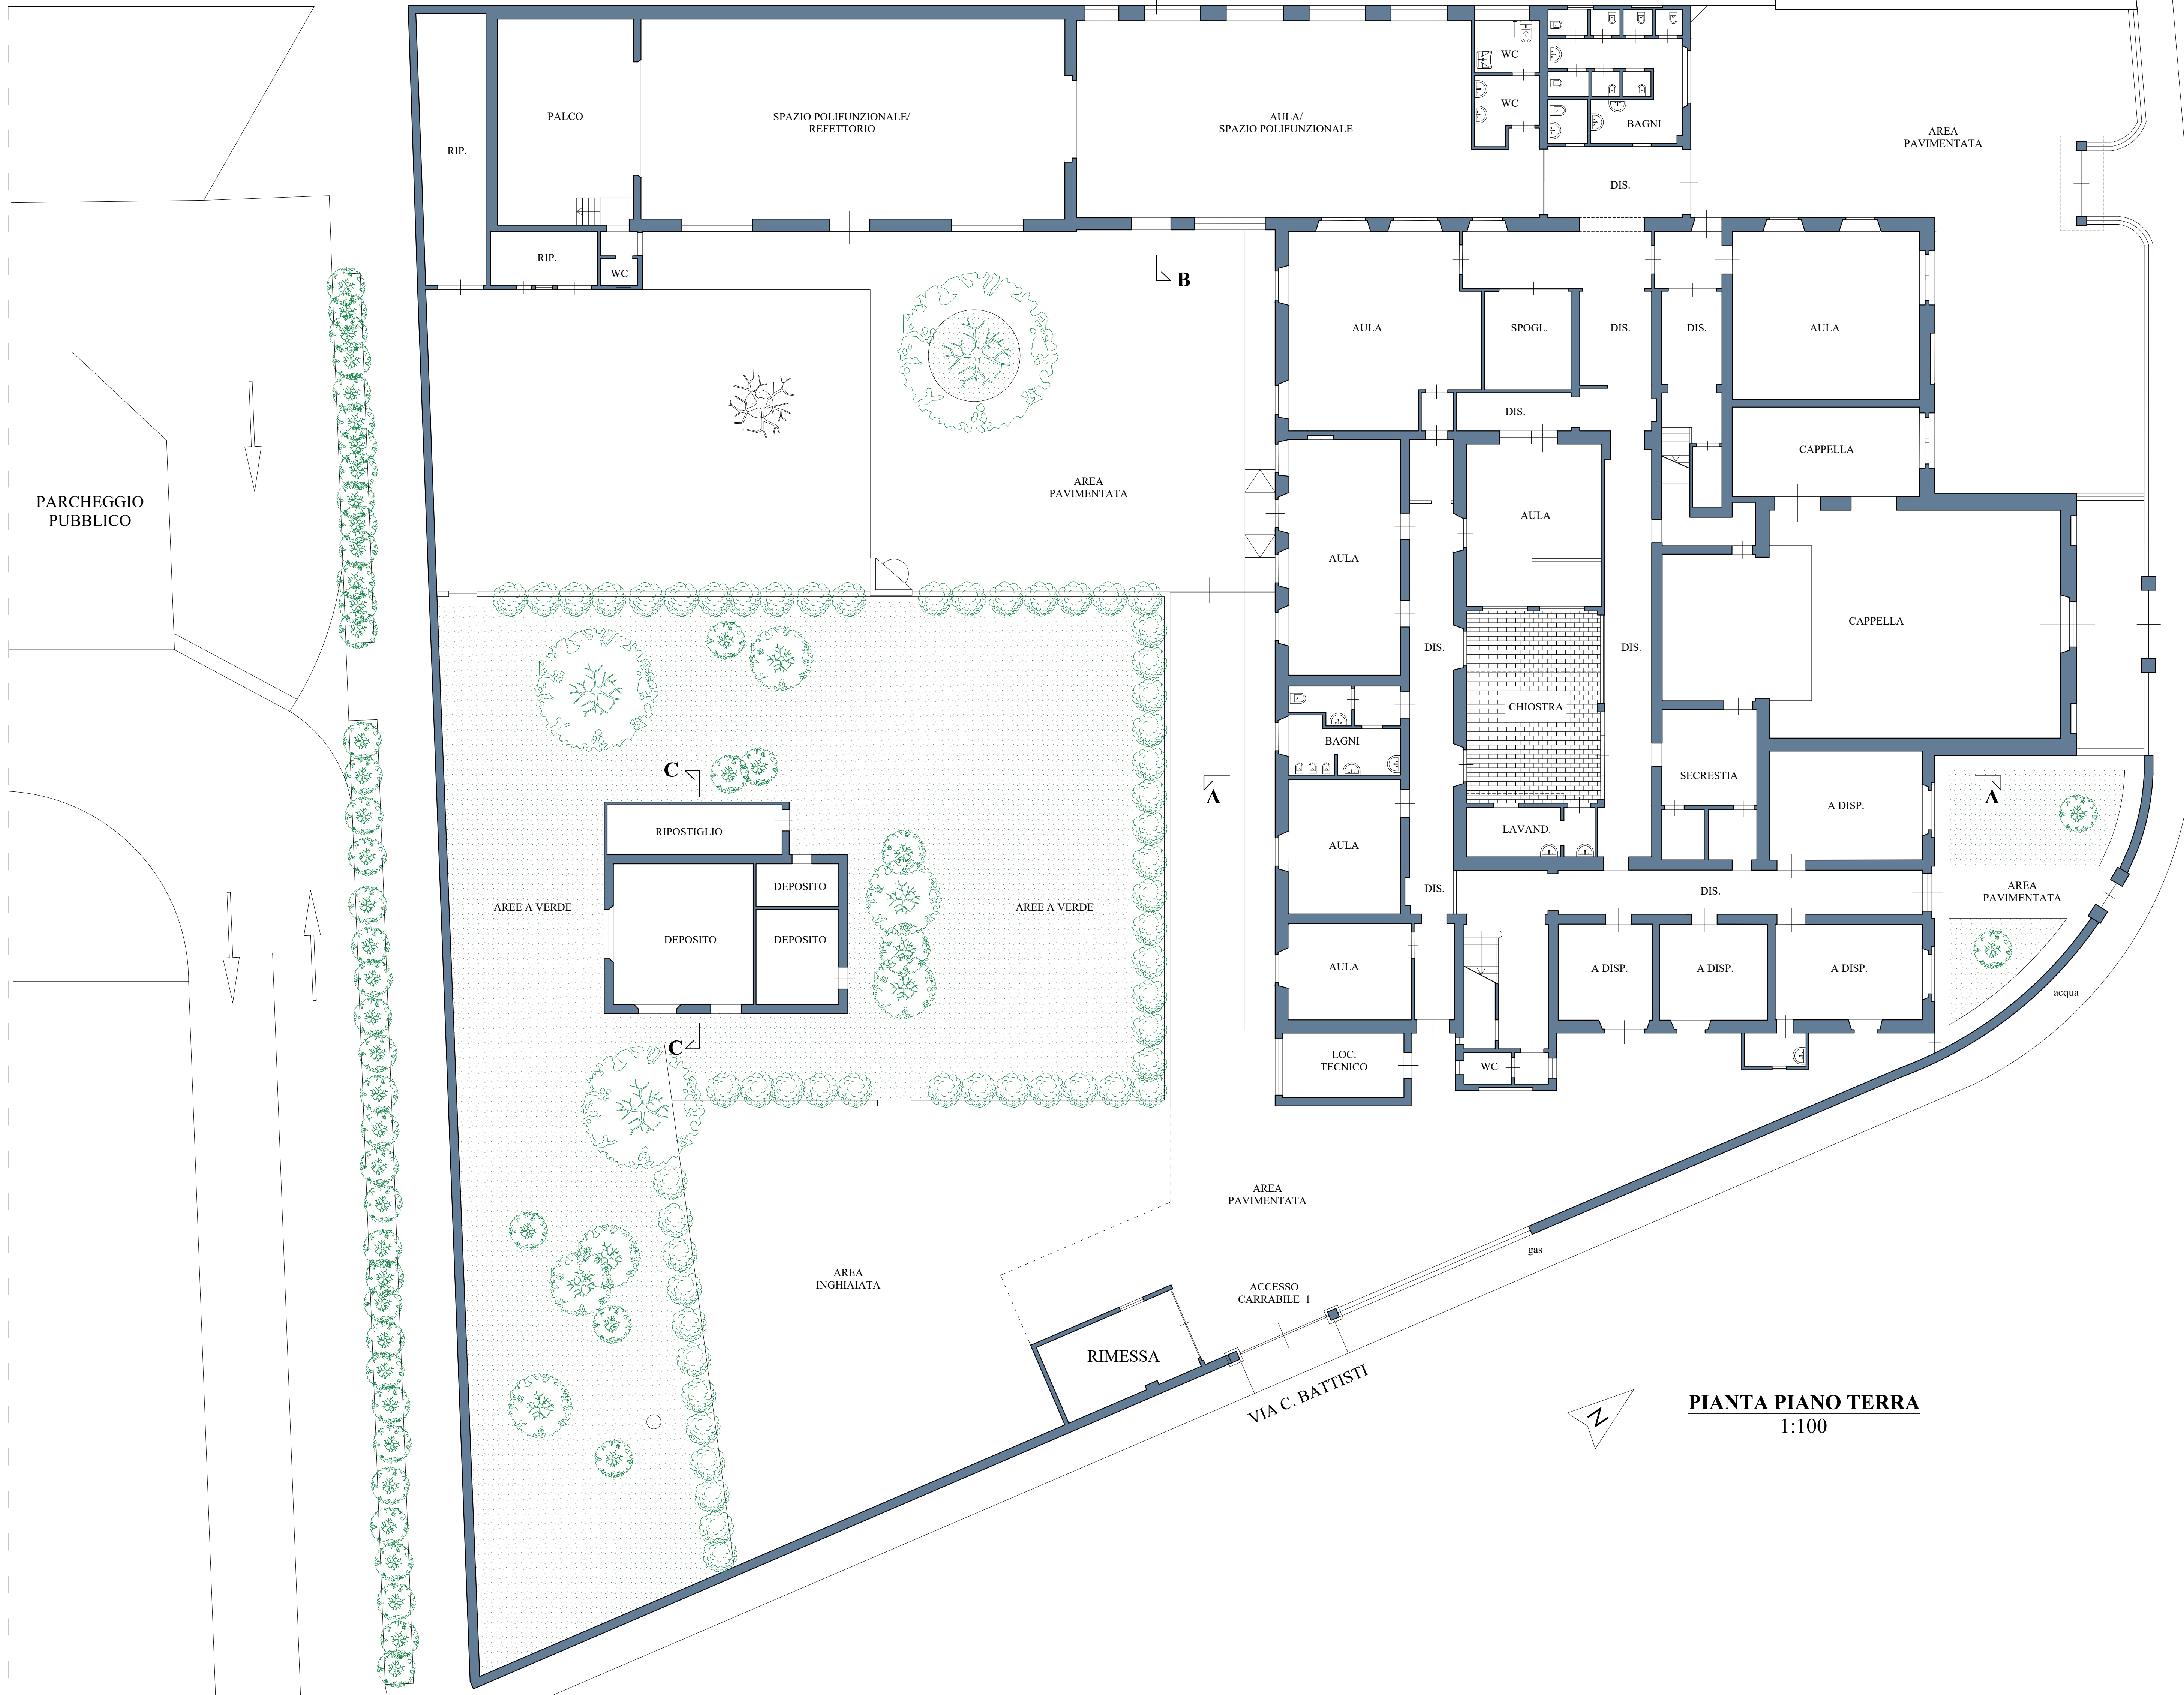 PALCO
SPAZIO POLIFUNZIONALE/
REFETTORIO
AULA/
SPAZIO POLIFUNZIONALE
WC
WC
BAGNI
AREA
PAVIMENTATA
RIP.
DIS.
RIP.
WC
B
AULA
SPOGL.
DIS.
DIS.
AULA
DIS.
CAPPELLA
AREA
PAVIMENTATA
PARCHEGGIO
PUBBLICO
AULA
AULA
CAPPELLA
DIS.
DIS.
CHIOSTRA
BAGNI
C
A
SECRESTIA
A
A DISP.
RIPOSTIGLIO
LAVAND.
AULA
DEPOSITO
DIS.
DIS.
AREA
PAVIMENTATA
AREE A VERDE
AREE A VERDE
DEPOSITO
DEPOSITO
AULA
A DISP.
A DISP.
A DISP.
acqua
C
LOC.
TECNICO
WC
AREA
PAVIMENTATA
gas
AREA
INGHIAIATA
ACCESSO
CARRABILE_1
RIMESSA
VIA C. BATTISTI
N
PIANTA PIANO TERRA
1:100